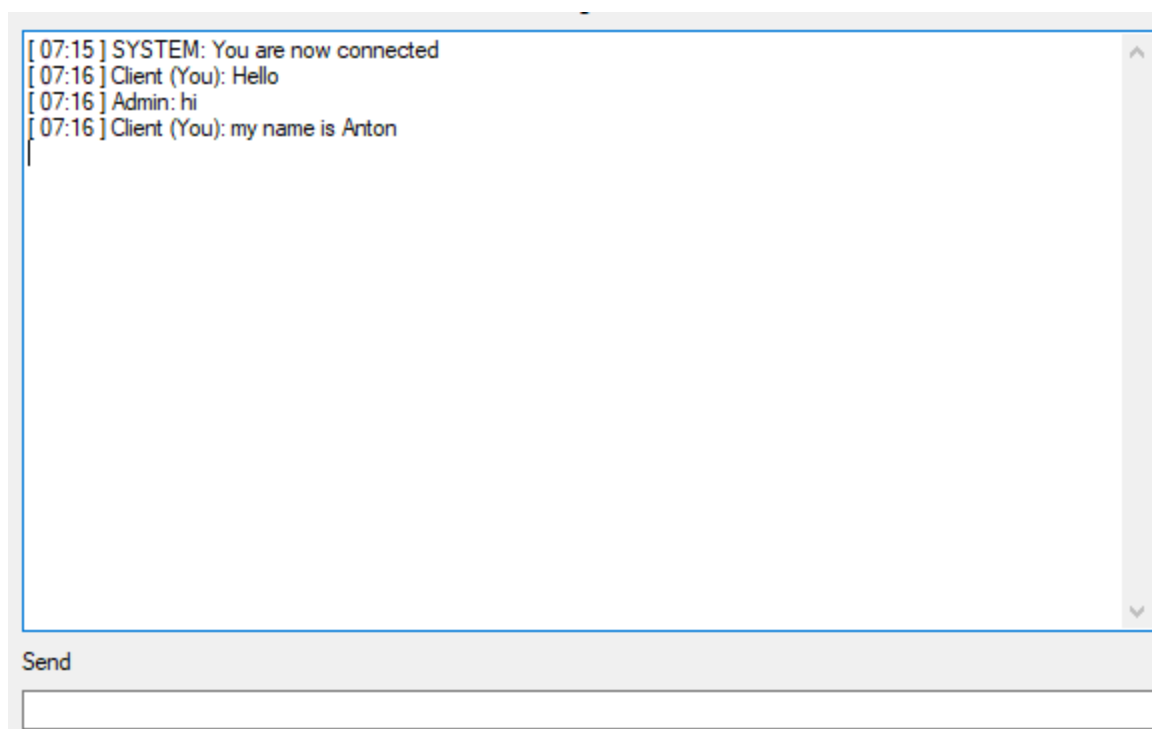 [ 07:15 ] SYSTEM: You are now connected
[ 07:16 ] Client (You): Hello
[ 07:16 ] Admin: hi
[ 07:16 ] Client (You): my name is Anton
Send